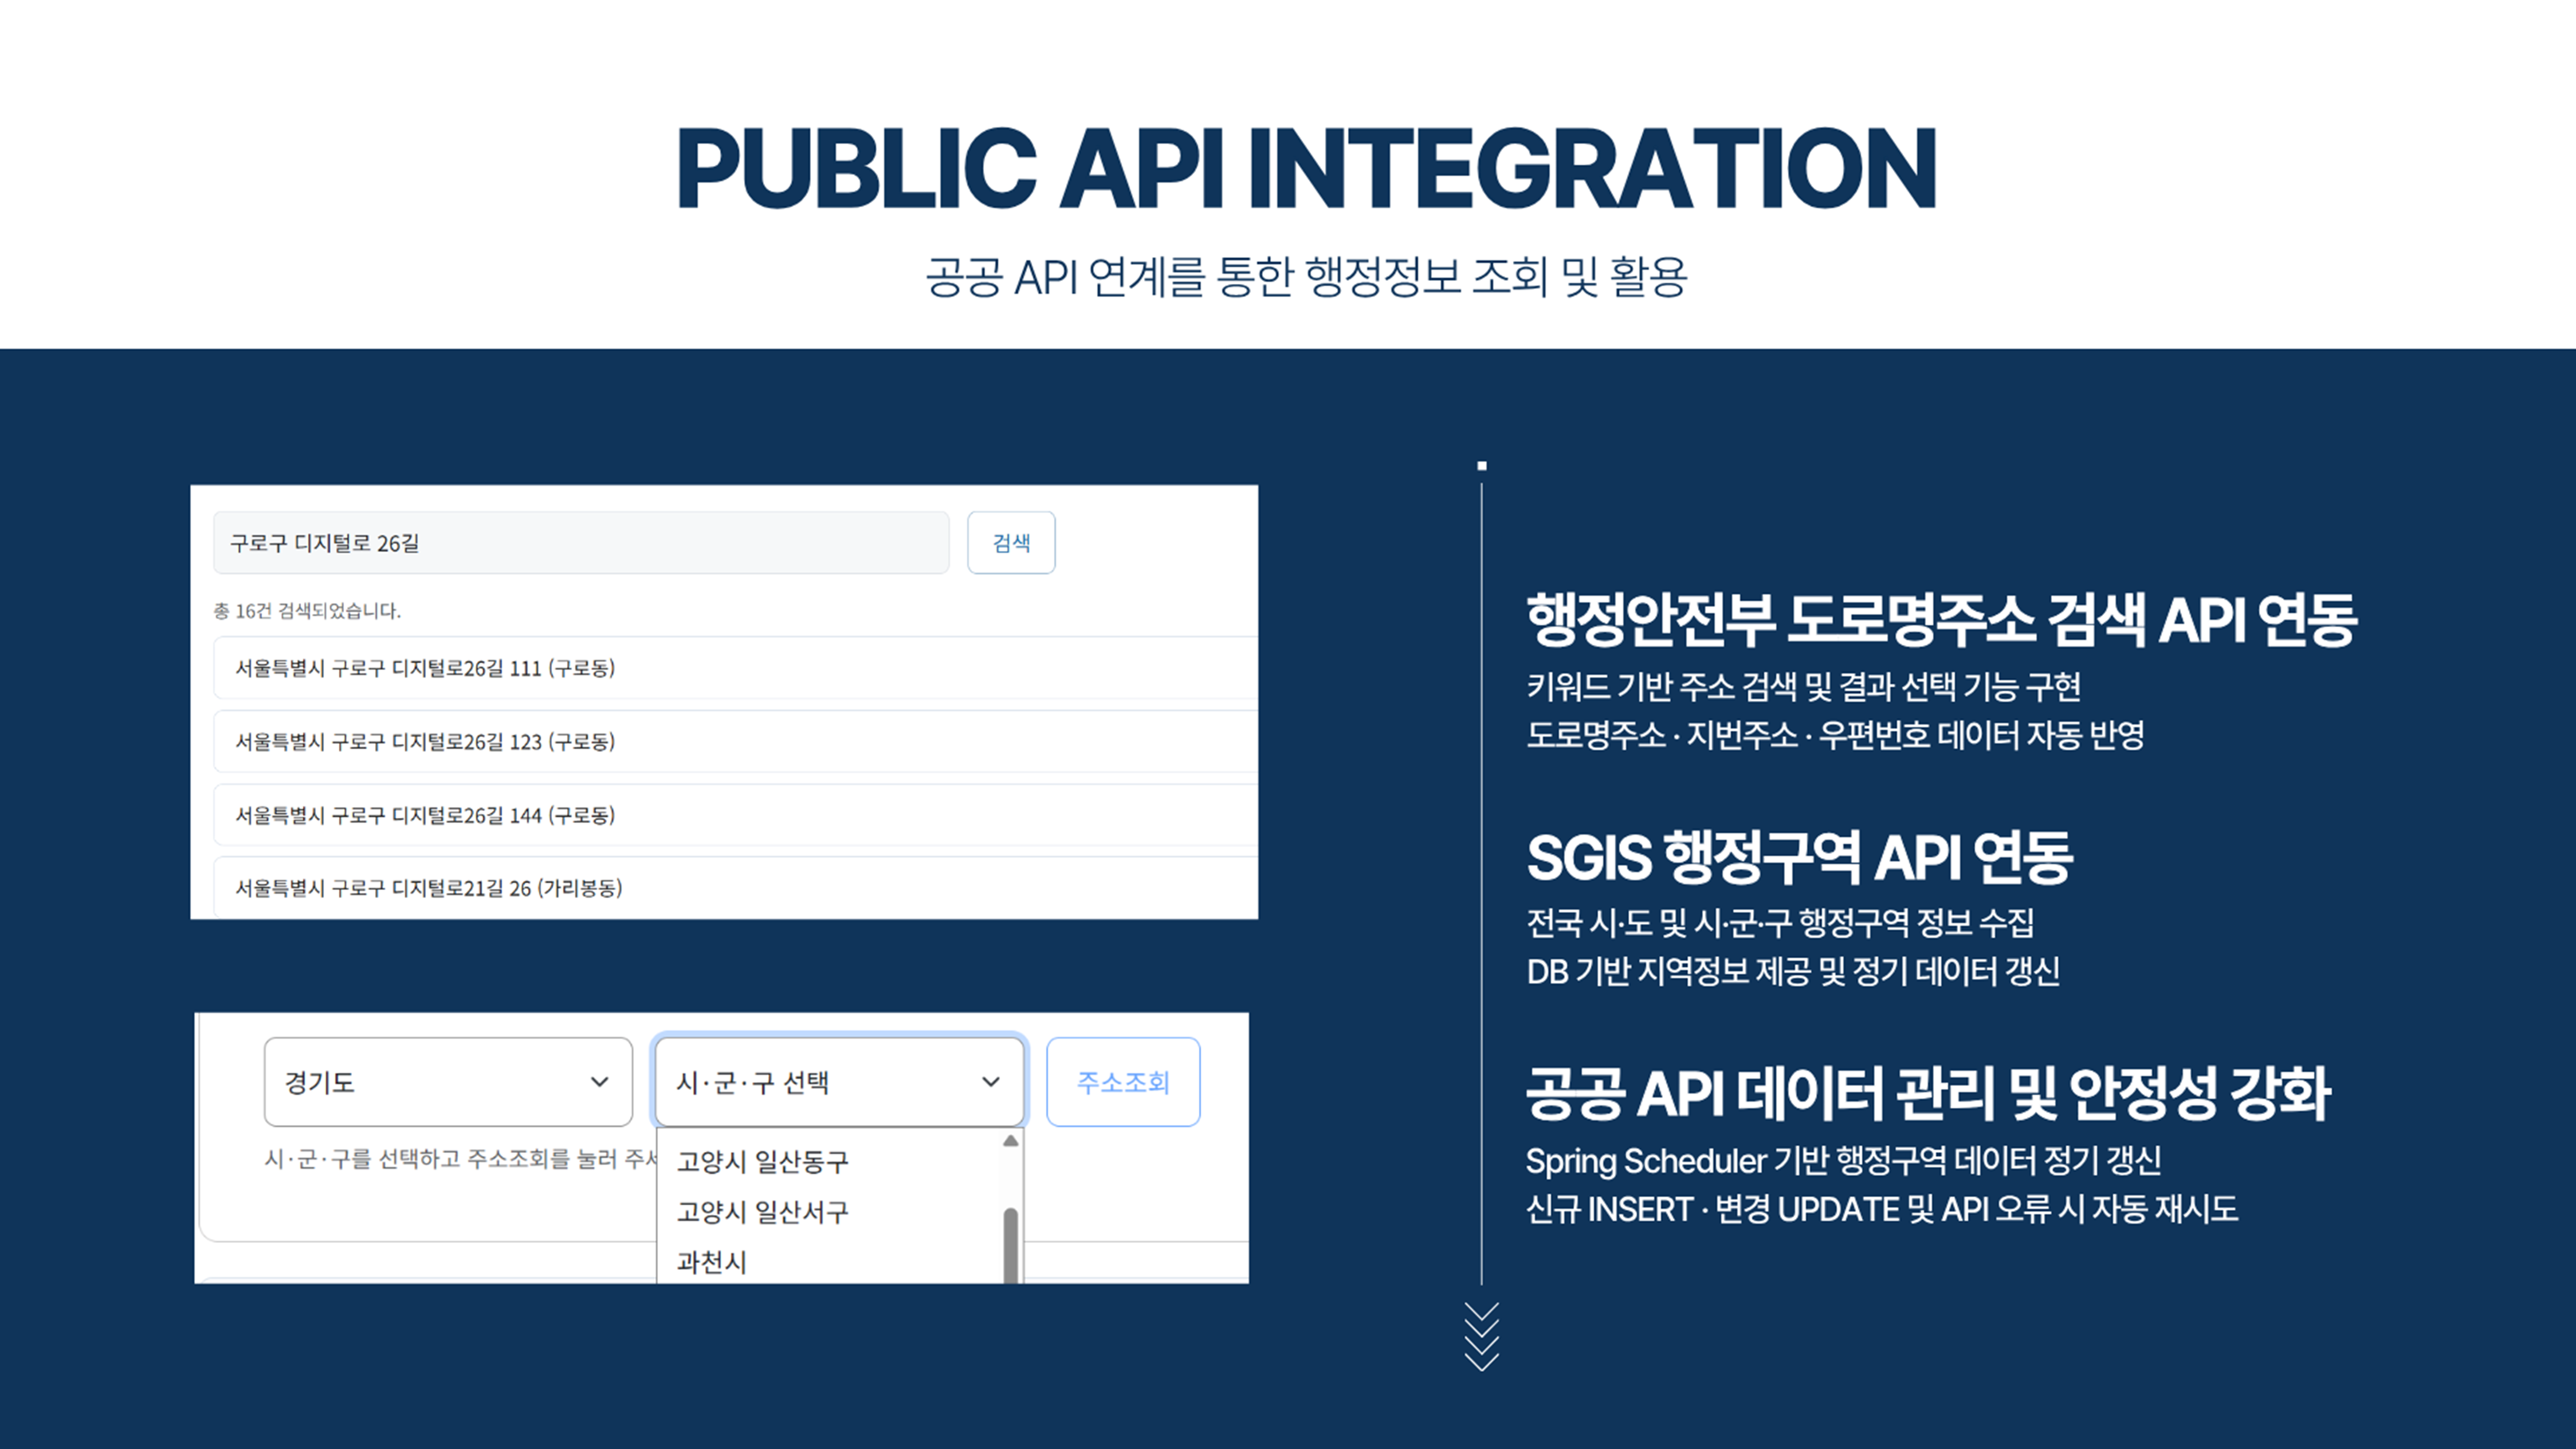 PUBLIC API INTEGRATION
공공 API 연계를 통한 행정정보 조회 및 활용
구로구 디지털로 26길
검색
총 16건 검색되었습니다.
서울특별시 구로구 디지털로26길 111 (구로동)
서울특별시 구로구 디지털로26길 123 (구로동)
서울특별시 구로구 디지털로26길 144 (구로동)
서울특별시 구로구 디지털로21길 26 (가리봉동)
경기도
시·군·구 선택
주소조회
시·군·구를 선택하고 주소조회를 눌러
고양시 일산동구
고양시 일산서구
과천시
행정안전부 도로명주소 검색 API 연동
키워드 기반 주소 검색 및 결과 선택 기능 구현
도로명주소 · 지번주소 · 우편번호 데이터 자동 반영
SGIS 행정구역 API 연동
전국 시·도 및 시·군·구 행정구역 정보 수집
DB 기반 지역정보 제공 및 정기 데이터 갱신
공공 API 데이터 관리 및 안정성 강화
Spring Scheduler 기반 행정구역 데이터 정기 갱신
신규 INSERT · 변경 UPDATE 및 API 오류 시 자동 재시도